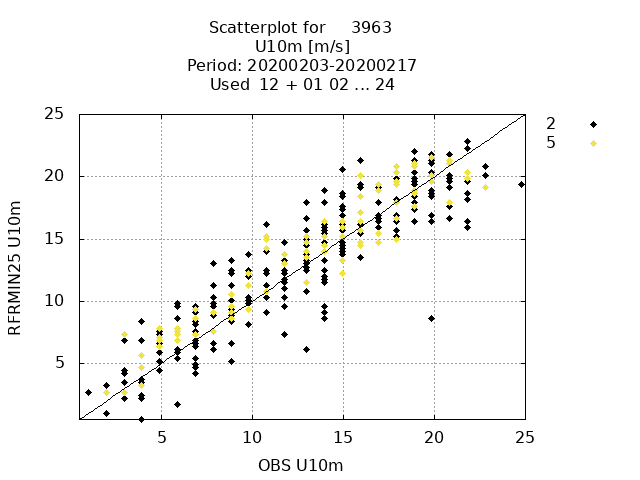 Scatterplot for 3963
U10m [m/s]
Period: 20200203-20200217
Used 12 + 01 02 ... 24
25
20
15
10
5
RFRMIN25 U10m
5
10
15
20
25
OBS U10m
2
5